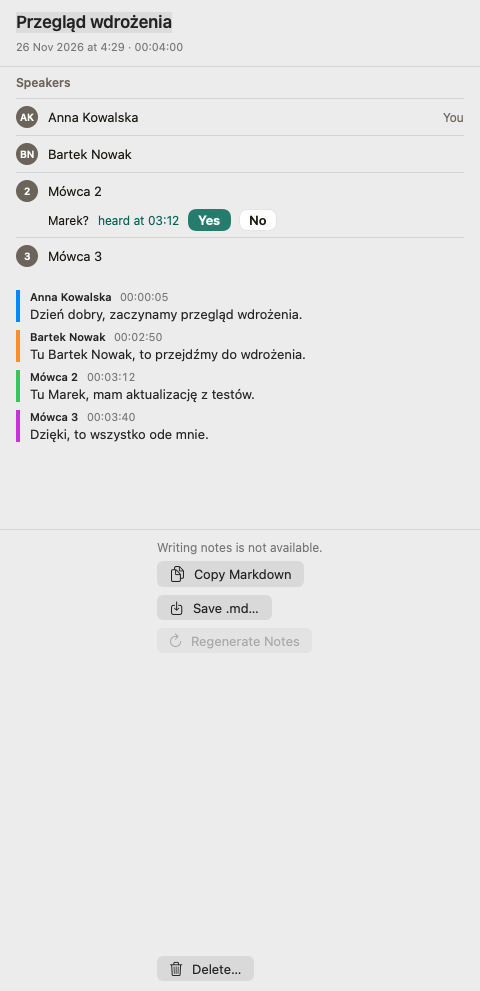 Przegląd wdrożenia
26 Nov 2026 at 4:29 · 00:04:00
Speakers
AK Anna Kowalska You
BN Bartek Nowak
2 Mówca 2
Marek? heard at 03:12 Yes No
3 Mówca 3
Anna Kowalska 00:00:05
Dzień dobry, zaczynamy przegląd wdrożenia.
Bartek Nowak 00:02:50
Tu Bartek Nowak, to przejdźmy do wdrożenia.
Mówca 2 00:03:12
Tu Marek, mam aktualizację z testów.
Mówca 3 00:03:40
Dzięki, to wszystko ode mnie.
Writing notes is not available.
Copy Markdown
Save .md...
Regenerate Notes
Delete...